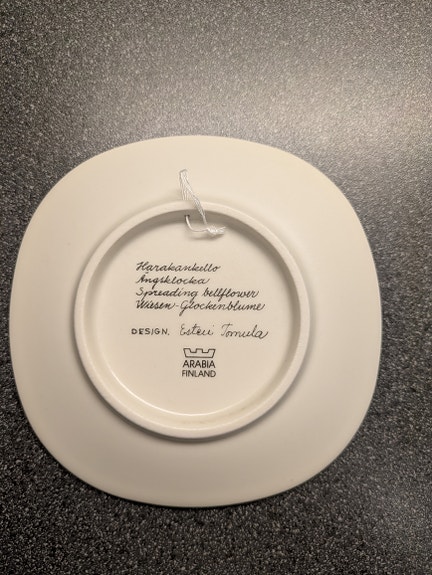 Harakankello
Ängsklocka
Spreading bellflower
Wiesen-Glockenblume
DESIGN. Esteri Tomula
ARABIA
FINLAND